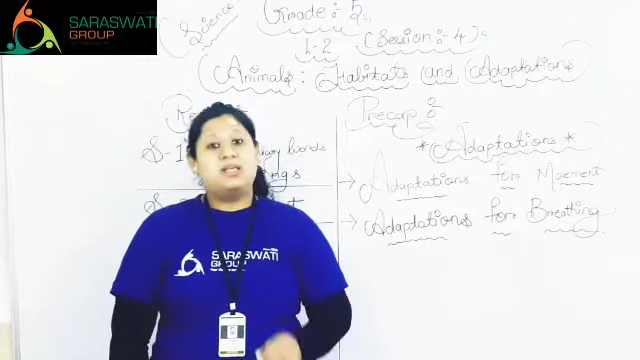 SARASWATI
GROUP
Science
Grade :- 5
L-2 (Session :- 4) :-
(Animals : Habitats and Adaptations)
Precap :
* Adaptations *
S-1
→ Adaptations for Movement
→ Adaptations for Breathing
SARASWATI
GROUP